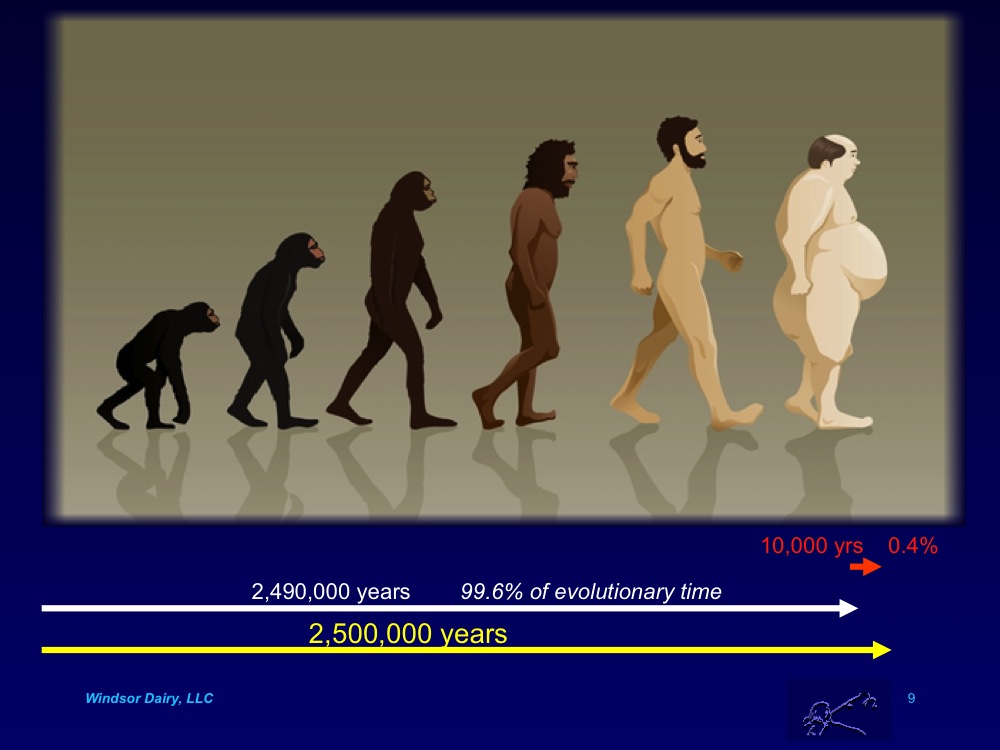 10,000 yrs 0.4%
2,490,000 years 99.6% of evolutionary time
2,500,000 years
Windsor Dairy, LLC
9